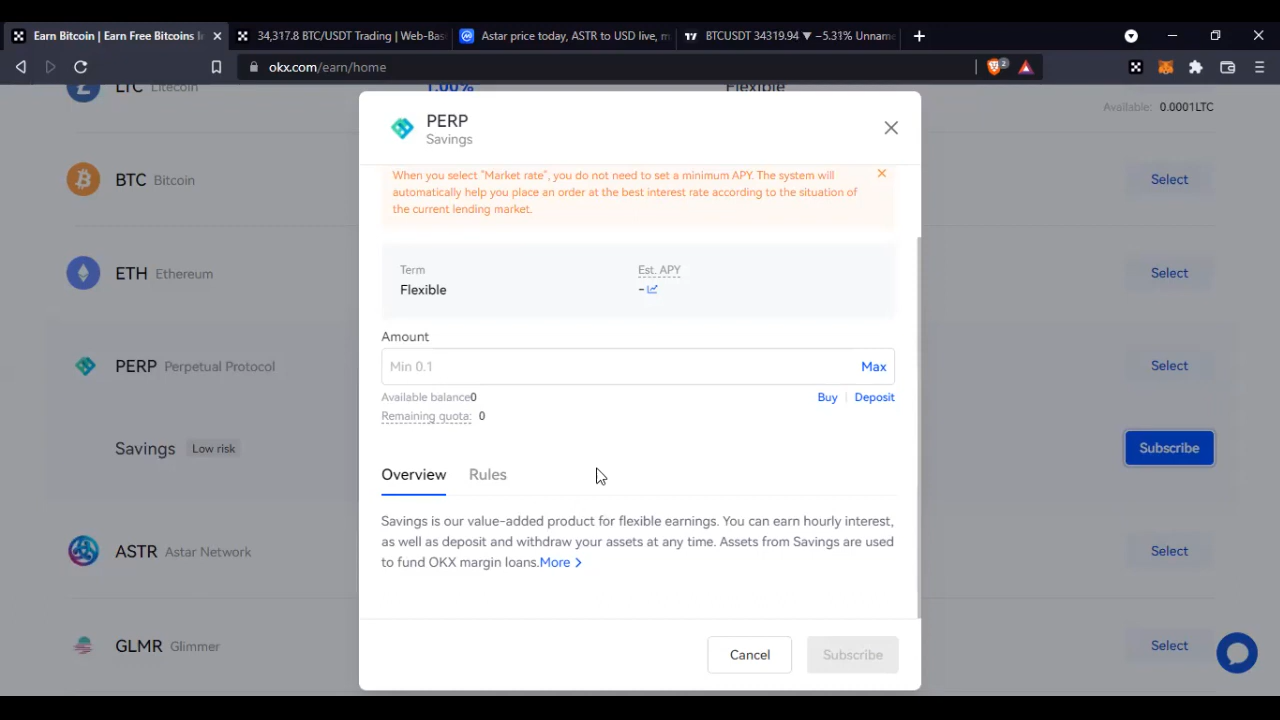 Earn Bitcoin | Earn Free Bitcoins I
34,317.8 BTC/USDT Trading | Web-Bas
Astar price today, ASTR to USD live, m
BTCUSDT 34319.94 ▼ −5.31% Unnam
okx.com/earn/home
2
LTC Litecoin
1.00%
Flexible
Available: 0.0001LTC
BTC Bitcoin
Select
ETH Ethereum
Select
PERP Perpetual Protocol
Select
Savings Low risk
Subscribe
ASTR Astar Network
Select
GLMR Glimmer
Select
PERP
Savings
When you select "Market rate", you do not need to set a minimum APY. The system will
automatically help you place an order at the best interest rate according to the situation of
the current lending market.
Term
Est. APY
Flexible
-
Amount
Min 0.1
Max
Available balance0
Buy | Deposit
Remaining quota: 0
Overview
Rules
Savings is our value-added product for flexible earnings. You can earn hourly interest,
as well as deposit and withdraw your assets at any time. Assets from Savings are used
to fund OKX margin loans.More >
Cancel
Subscribe